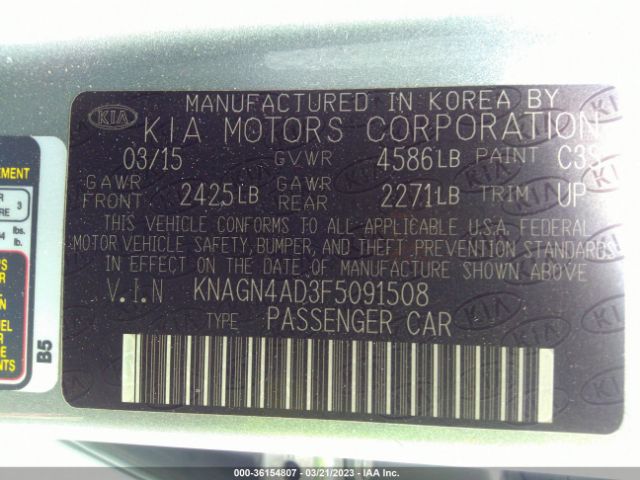 MANUFACTURED IN KOREA BY
KIA KIA MOTORS CORPORATION
03/15 GVWR 4586LB PAINT C3S
GAWR FRONT 2425LB GAWR REAR 2271LB TRIM UP
THIS VEHICLE CONFORMS TO ALL APPLICABLE U.S.A. FEDERAL
MOTOR VEHICLE SAFETY, BUMPER, AND THEFT PREVENTION STANDARDS
IN EFFECT ON THE DATE OF MANUFACTURE SHOWN ABOVE
V.I.N KNAGN4AD3F5091508
TYPE PASSENGER CAR
B5
000-36154807 - 03/21/2023 - IAAI.COM